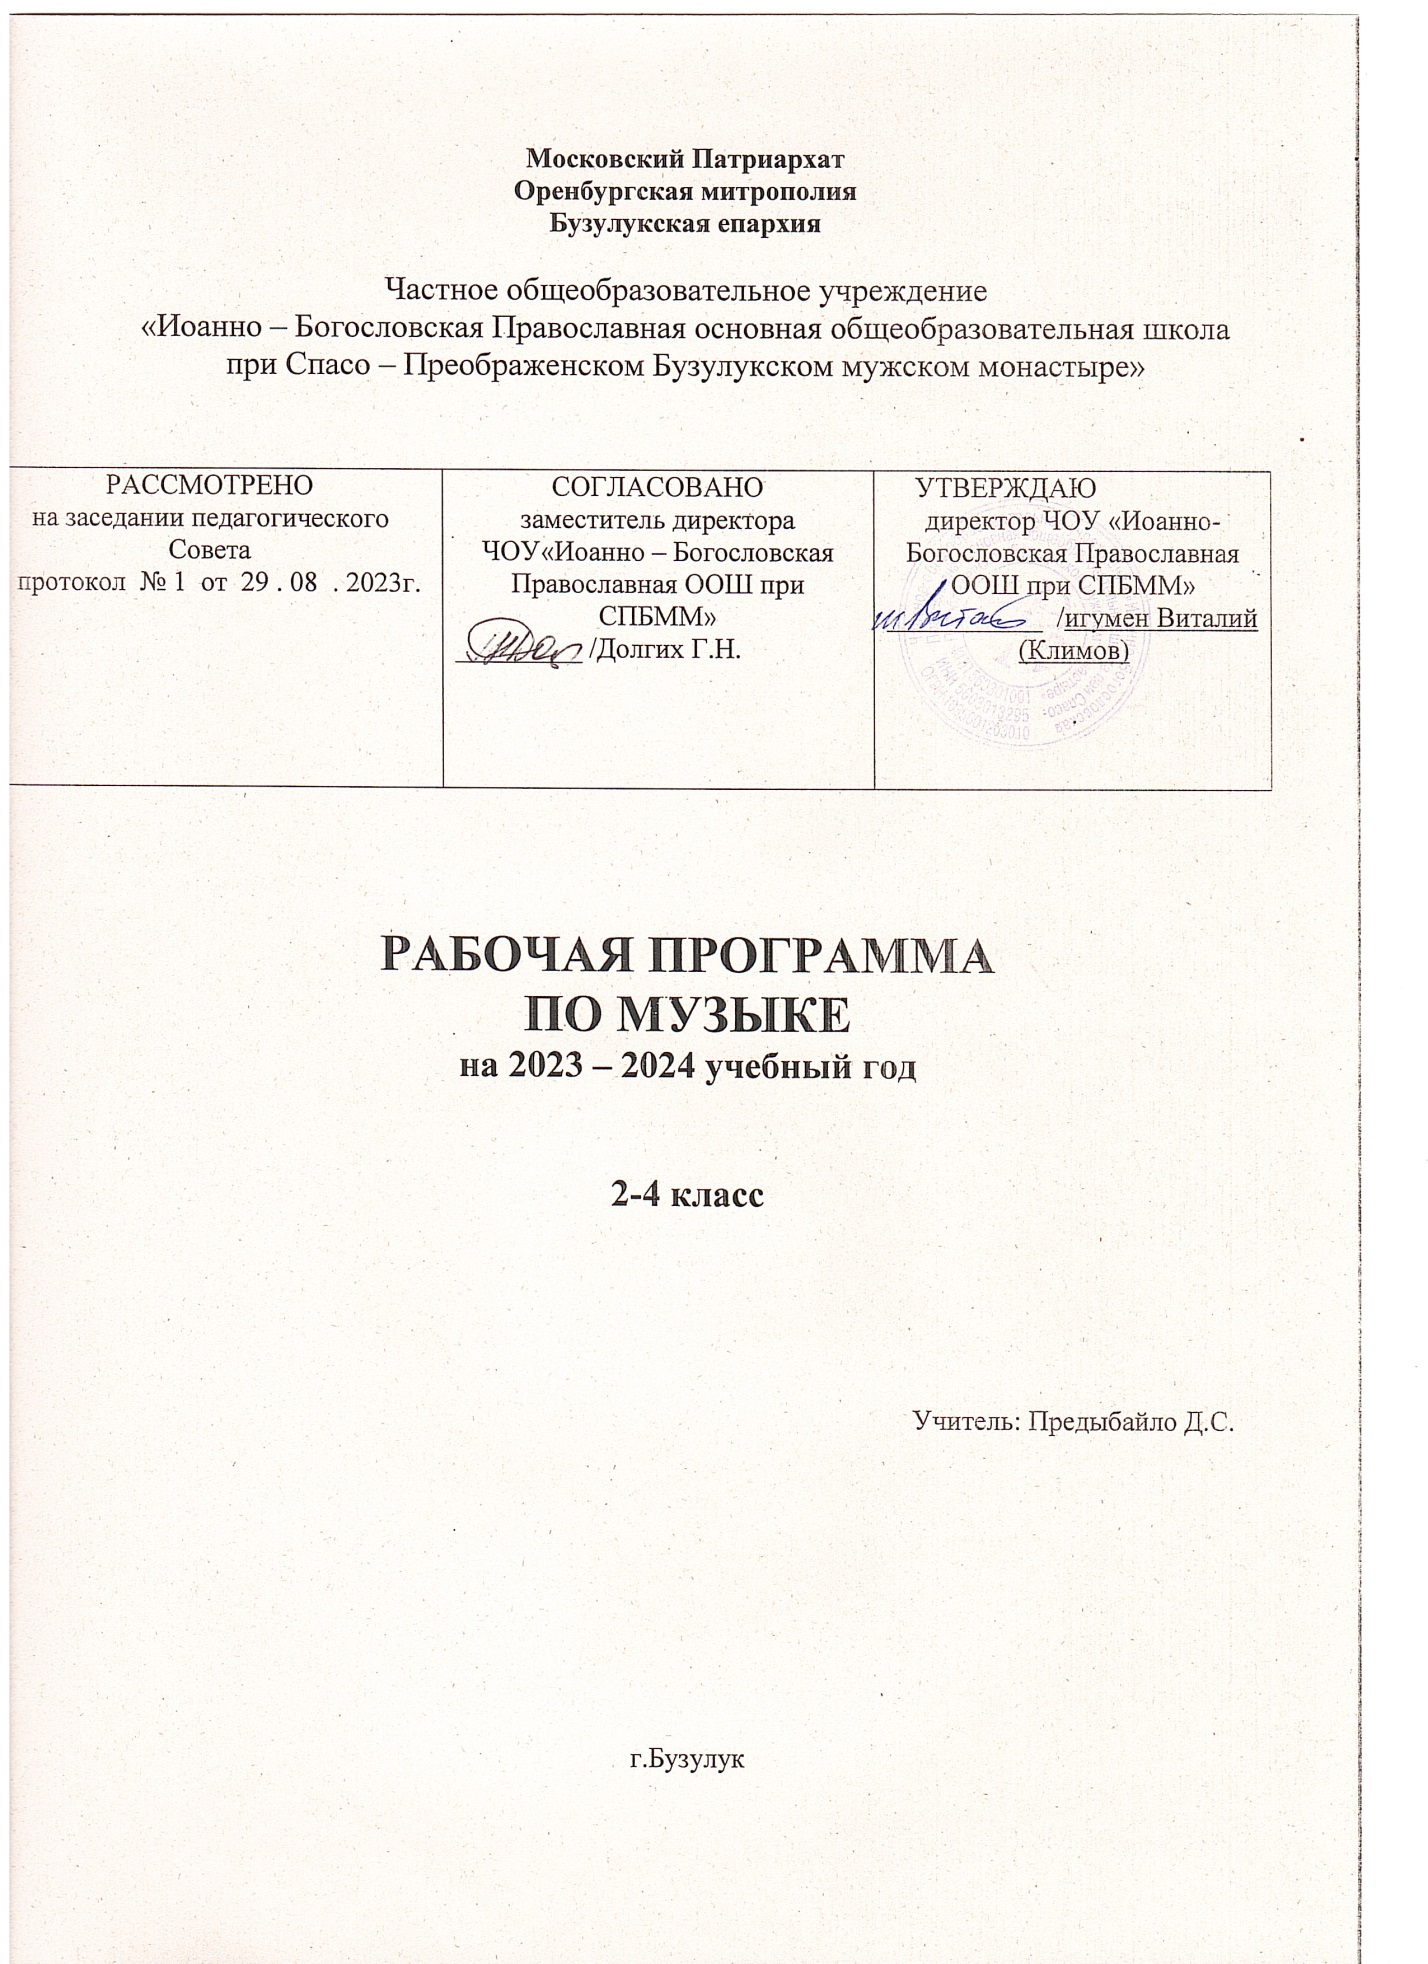 Московский Патриархат
Оренбургская митрополия
Бузулукская епархия
Частное общеобразовательное учреждение
«Иоанно – Богословская Православная основная общеобразовательная школа
при Спасо – Преображенском Бузулукском мужском монастыре»
РАССМОТРЕНО
на заседании педагогического
Совета
протокол № 1 от 29 . 08 . 2023г.
СОГЛАСОВАНО
заместитель директора
ЧОУ«Иоанно – Богословская
Православная ООШ при
СПБММ»
/Долгих Г.Н.
УТВЕРЖДАЮ
директор ЧОУ «Иоанно-
Богословская Православная
ООШ при СПБММ»
/игумен Виталий
(Климов)
РАБОЧАЯ ПРОГРАММА
ПО МУЗЫКЕ
на 2023 – 2024 учебный год
2-4 класс
Учитель: Предыбайло Д.С.
г.Бузулук